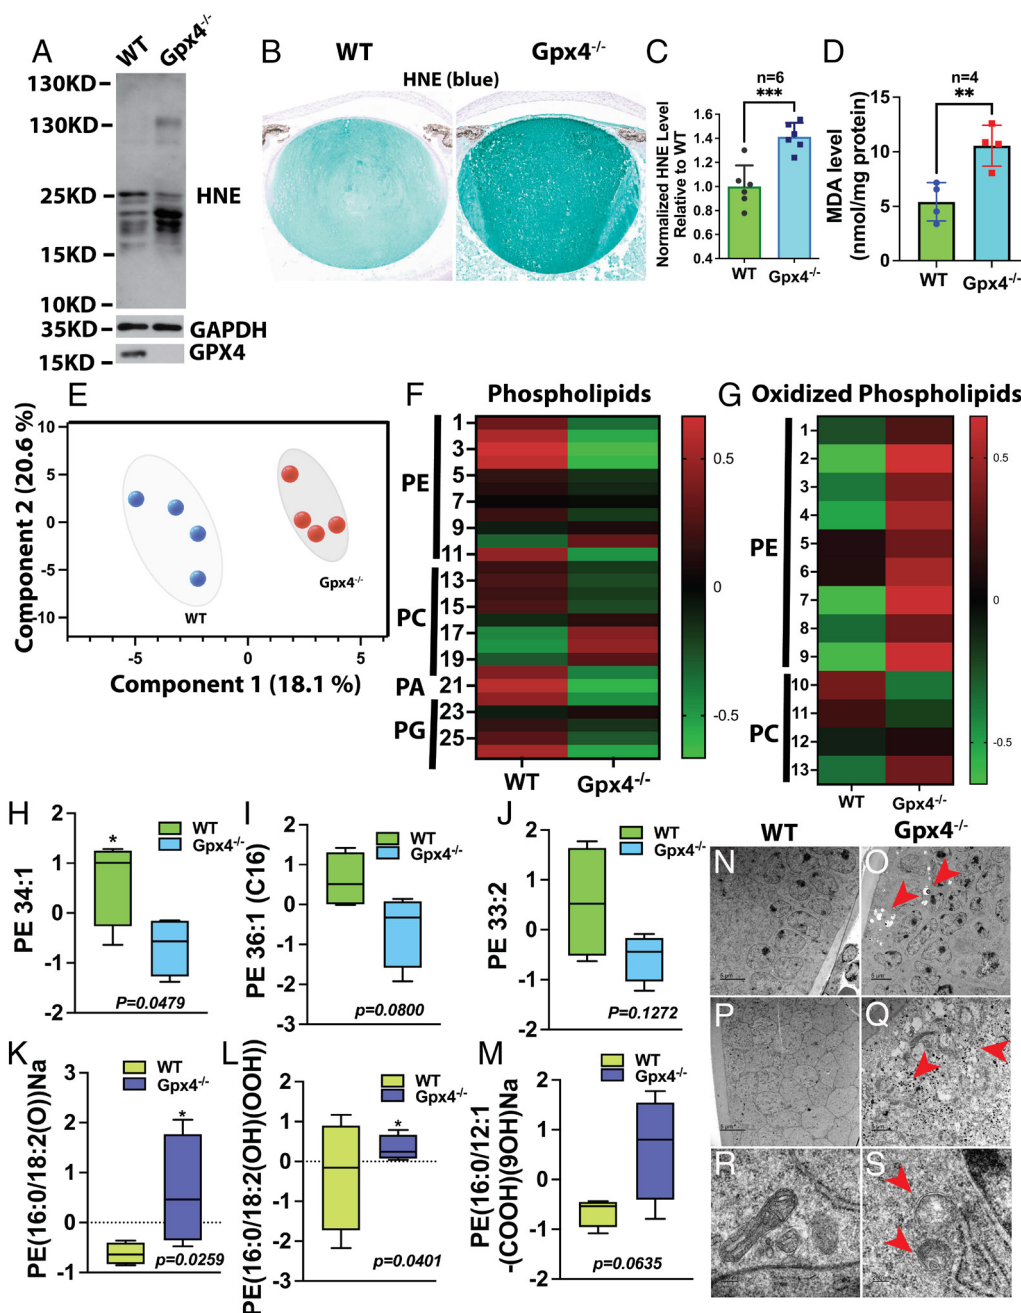 A
WT
Gpx4-/-
130KD
130KD
25KD
15KD
10KD
35KD
15KD
HNE
GAPDH
GPX4
B
WT
Gpx4-/-
HNE (blue)
C
n=6
***
Normalized HNE Level
Relative to WT
1.6
1.4
1.2
1.0
0.8
0.6
0.4
WT
Gpx4-/-
D
n=4
**
MDA level
(nmol/mg protein)
15
10
5
0
WT
Gpx4-/-
E
Component 2 (20.6 %)
10
5
0
-5
-10
WT
Gpx4-/-
-5
0
5
Component 1 (18.1 %)
F
Phospholipids
PE
PC
PA
PG
1
3
5
7
9
11
13
15
17
19
21
23
25
WT
Gpx4-/-
0.5
0
-0.5
G
Oxidized Phospholipids
PE
PC
1
2
3
4
5
6
7
8
9
10
11
12
13
WT
Gpx4-/-
0.5
0
-0.5
H
PE 34:1
2
1
0
-1
-2
*
WT
Gpx4-/-
P=0.0479
I
PE 36:1 (C16)
2
1
0
-1
-2
-3
WT
Gpx4-/-
p=0.0800
J
PE 33:2
2
1
0
-1
-2
WT
Gpx4-/-
P=0.1272
K
PE(16:0/18:2(O))Na
3
2
1
0
-1
WT
Gpx4-/-
*
p=0.0259
L
PE(16:0/18:2(OH)(OOH))
2
1
0
-1
-2
-3
WT
Gpx4-/-
*
p=0.0401
M
PE(16:0/12:1
-(COOH)(9OH)Na
2
1
0
-1
-2
WT
Gpx4-/-
p=0.0635
WT
Gpx4-/-
N
5 μm
O
5 μm
P
5 μm
Q
R
S